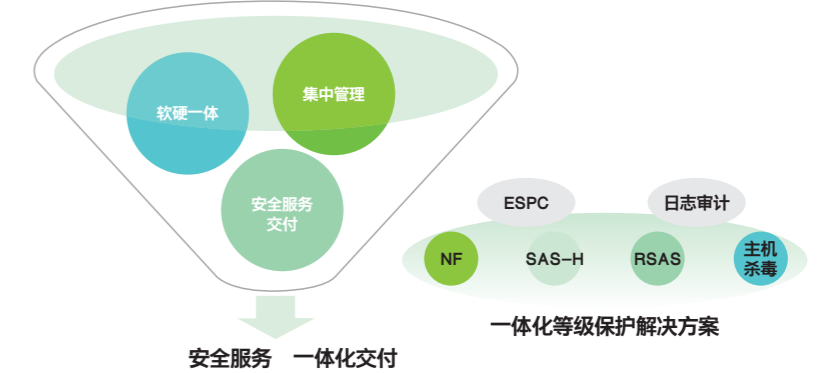 软硬一体
集中管理
安全服务
交付
安全服务 一体化交付
ESPC
日志审计
NF
SAS-H
RSAS
主机
杀毒
一体化等级保护解决方案